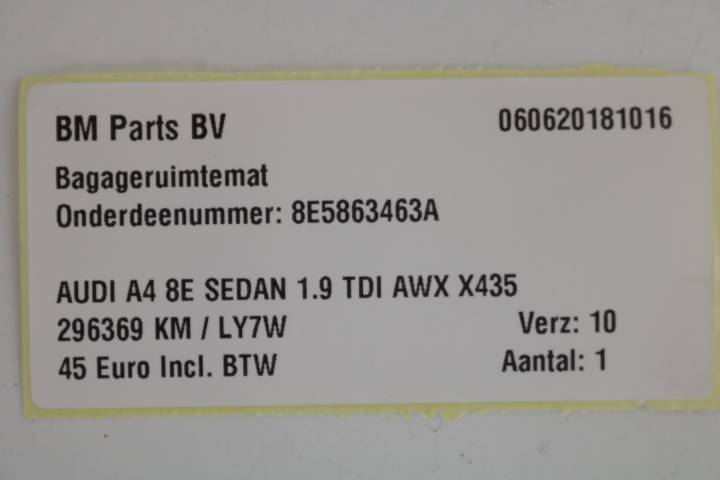 BM Parts BV 060620181016
Bagageruimtemat
Onderdeenummer: 8E5863463A
AUDI A4 8E SEDAN 1.9 TDI AWX X435
296369 KM / LY7W Verz: 10
45 Euro Incl. BTW Aantal: 1